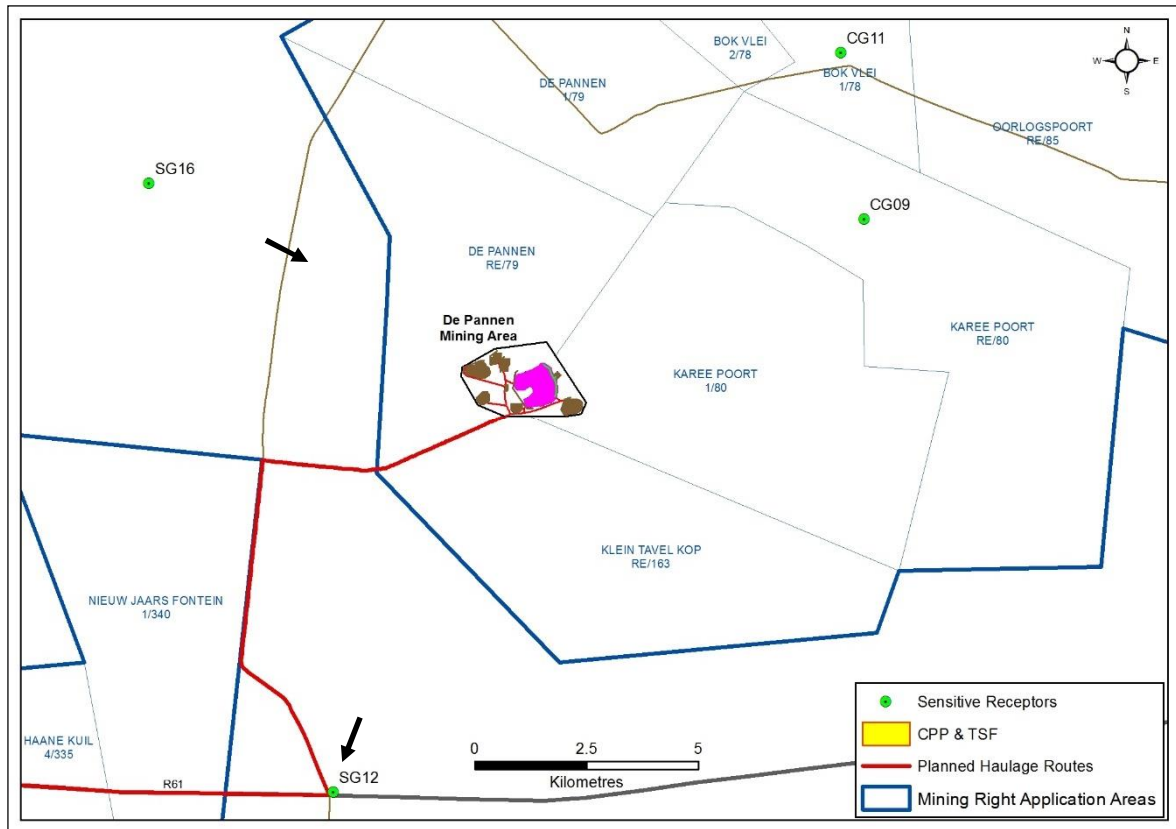 N
W
E
S
CG11
BOK VLEI
2/78
DE PANNEN
1/79
BOK VLEI
1/78
OORLOGSPOORT
RE/85
SG16
CG09
DE PANNEN
RE/79
De Pannen
Mining Area
KAREE POORT
RE/80
KAREE POORT
1/80
KLEIN TAVEL KOP
RE/163
NIEUW JAARS FONTEIN
1/340
HAANE KUIL
4/335
R61
SG12
0 2.5 5
Kilometres
Sensitive Receptors
CPP & TSF
Planned Haulage Routes
Mining Right Application Areas